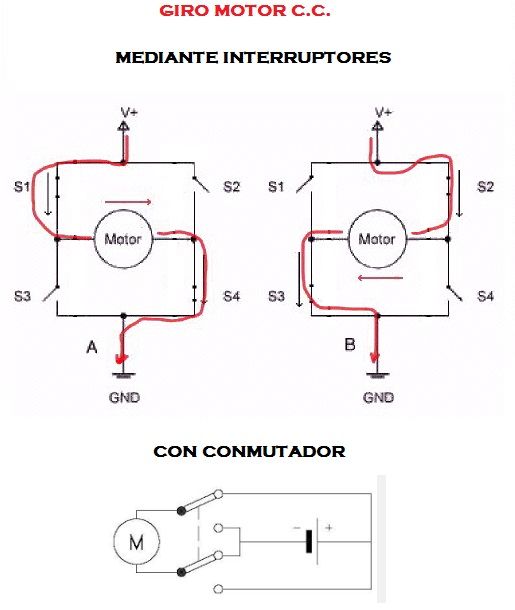 GIRO MOTOR C.C.
MEDIANTE INTERRUPTORES
V+ V+
S1 S2 S1 S2
Motor Motor
S3 S4 S3 S4
A B
GND GND
CON CONMUTADOR
- +
M